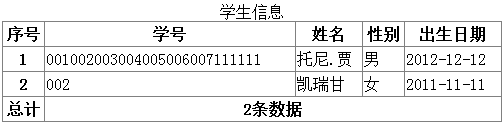 学生信息
序号 学号 姓名 性别 出生日期
1 001002003004005006007111111 托尼.贾 男 2012-12-12
2 002 凯瑞甘 女 2011-11-11
总计 2条数据